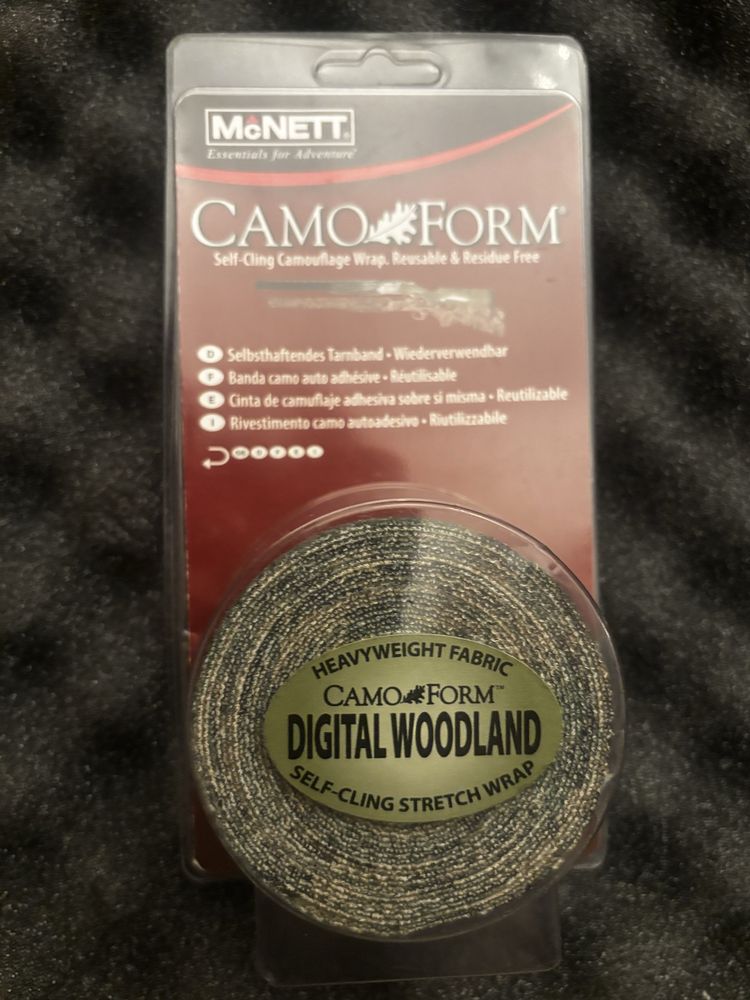 McNETT®
Essentials for Adventure®
CAMO FORM®
Self-Cling Camouflage Wrap. Reusable & Residue Free
D Selbsthaftendes Tarnband • Wiederverwendbar
F Banda camo auto adhésive • Réutilisable
E Cinta de camuflaje adhesiva sobre si misma • Reutilizable
I Rivestimento camo autoadesivo • Riutilizzabile
GB D F E I
HEAVYWEIGHT FABRIC
CAMO FORM™
DIGITAL WOODLAND
SELF-CLING STRETCH WRAP